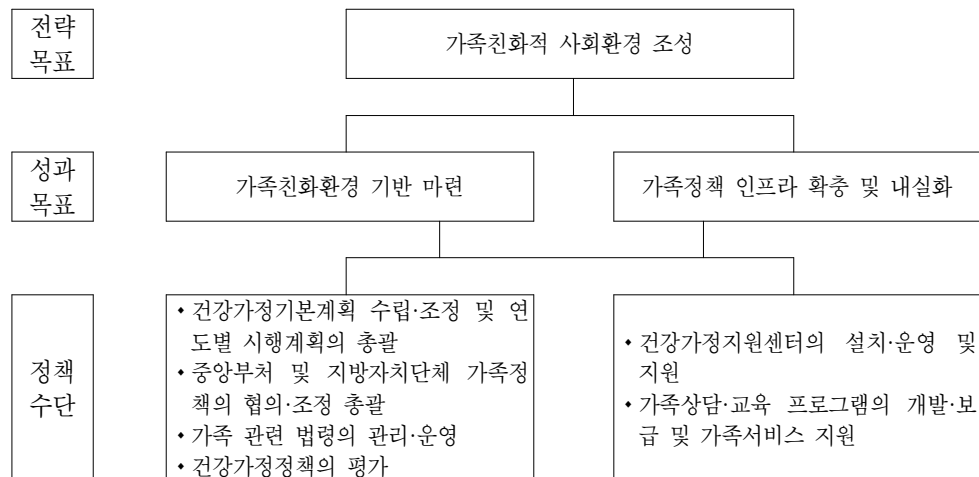 전략
목표
가족친화적 사회환경 조성
성과
목표
가족친화환경 기반 마련
가족정책 인프라 확충 및 내실화
정책
수단
• 건강가정기본계획 수립·조정 및 연
도별 시행계획의 총괄
• 중앙부처 및 지방자치단체 가족정
책의 협의·조정 총괄
• 가족 관련 법령의 관리·운영
• 건강가정정책의 평가
• 건강가정지원센터의 설치·운영 및
지원
• 가족상담·교육 프로그램의 개발·보
급 및 가족서비스 지원